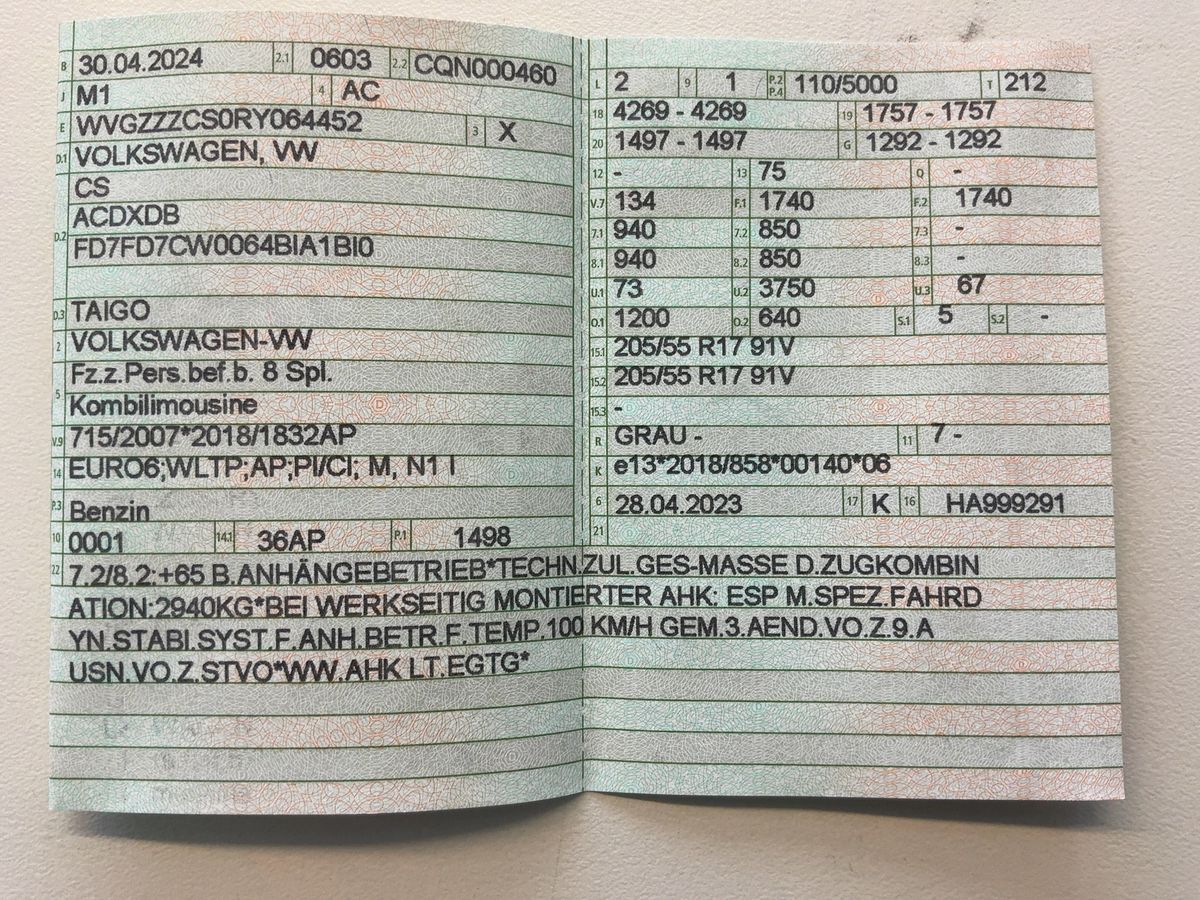 B 30.04.2024 2.1 0603 2.2 CQN000460
J M1 4 AC
E WVGZZZCS0RY064452 3 X
D.1 VOLKSWAGEN, VW
CS
D.2 ACDXDB
FD7FD7CW0064BIA1BI0
D.3 TAIGO
2 VOLKSWAGEN-VW
5 Fz.z.Pers.bef.b. 8 Spl.
Kombilimousine
V.9 715/2007*2018/1832AP
14 EURO6;WLTP;AP;PI/CI; M, N1 I
P.3 Benzin
10 0001 14.1 36AP P.1 1498
L 2 9 1 P.2 P.4 110/5000 T 212
18 4269 - 4269 19 1757 - 1757
20 1497 - 1497 G 1292 - 1292
12 - 13 75 Q -
V.7 134 F.1 1740 F.2 1740
7.1 940 7.2 850 7.3 -
8.1 940 8.2 850 8.3 -
U.1 73 U.2 3750 U.3 67
O.1 1200 O.2 640 S.1 5 S.2 -
15.1 205/55 R17 91V
15.2 205/55 R17 91V
15.3 -
R GRAU - 11 7 -
K e13*2018/858*00140*06
6 28.04.2023 17 K 16 HA999291
21
22 7.2/8.2:+65 B.ANHÄNGEBETRIEB*TECHN.ZUL.GES-MASSE D.ZUGKOMBIN
ATION:2940KG*BEI WERKSEITIG MONTIERTER AHK: ESP M.SPEZ.FAHRD
YN.STABI.SYST.F.ANH.BETR.F.TEMP.100 KM/H GEM.3.AEND.VO.Z.9.A
USN.VO.Z.STVO*WW.AHK LT.EGTG*